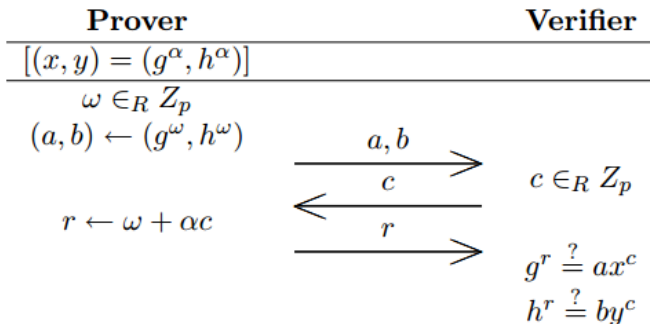 Prover Verifier
[(x, y) = (g^α, h^α)]
ω ∈_R Z_p
(a, b) ← (g^ω, h^ω)
a, b
c
c ∈_R Z_p
r ← ω + αc
r
g^r ≟ ax^c
h^r ≟ by^c